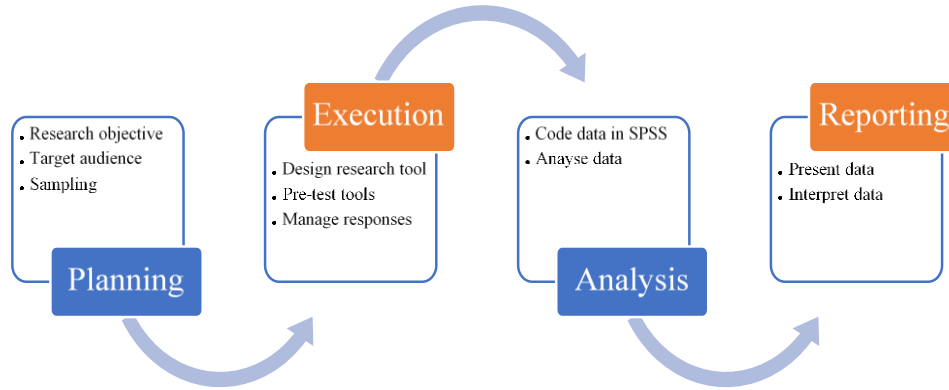 Research objective
Target audience
Sampling
Planning
Execution
Design research tool
Pre-test tools
Manage responses
Code data in SPSS
Anayse data
Analysis
Reporting
Present data
Interpret data